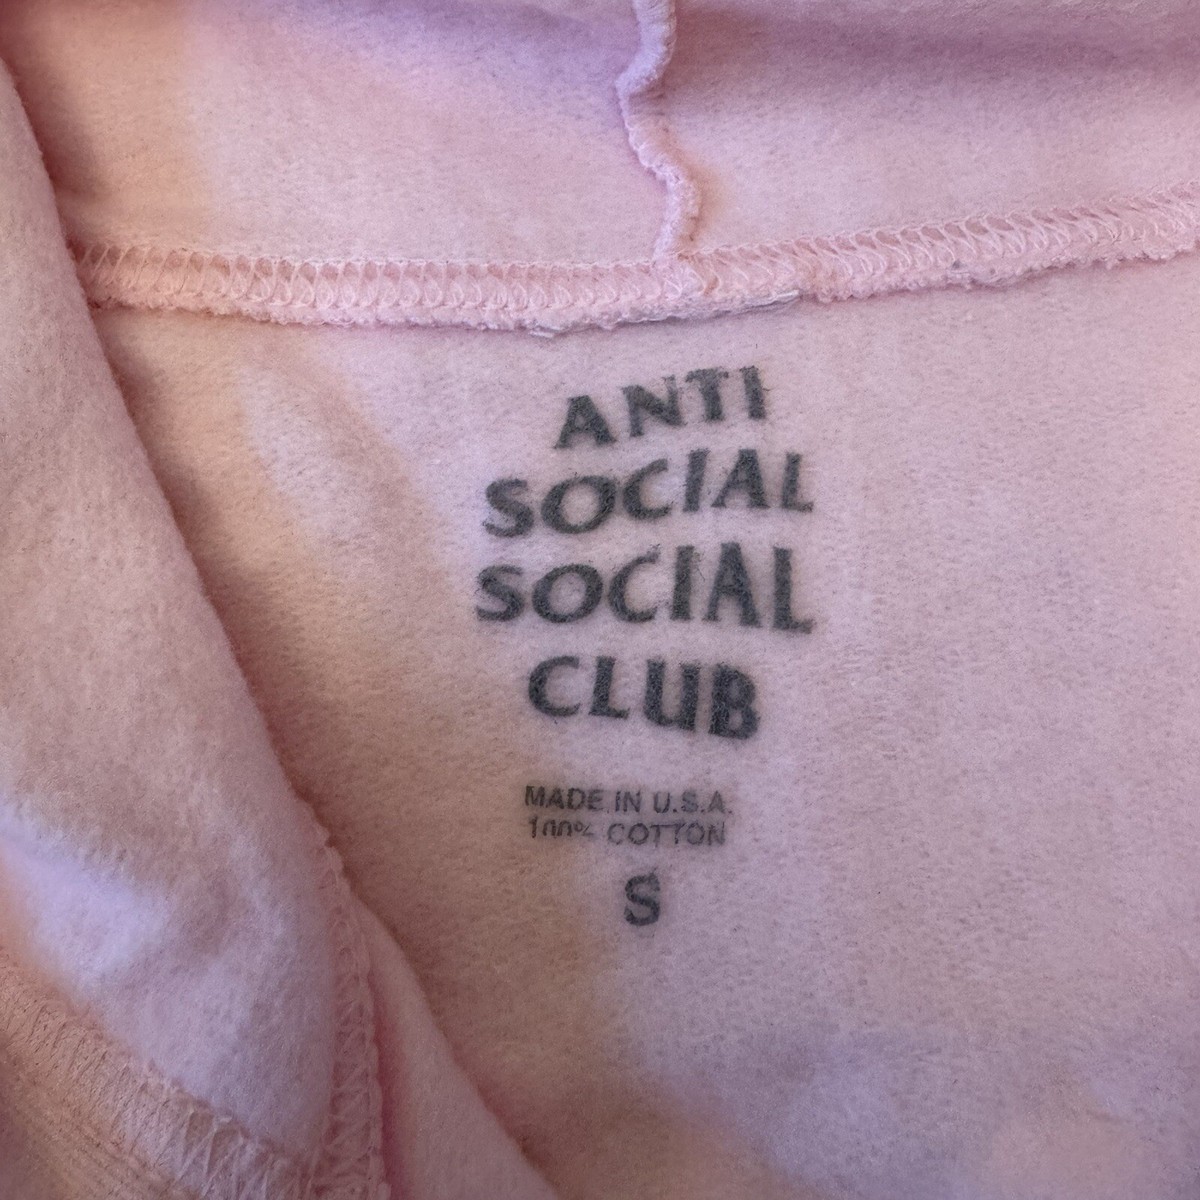 ANTI
SOCIAL
SOCIAL
CLUB
MADE IN U.S.A.
100% COTTON
S